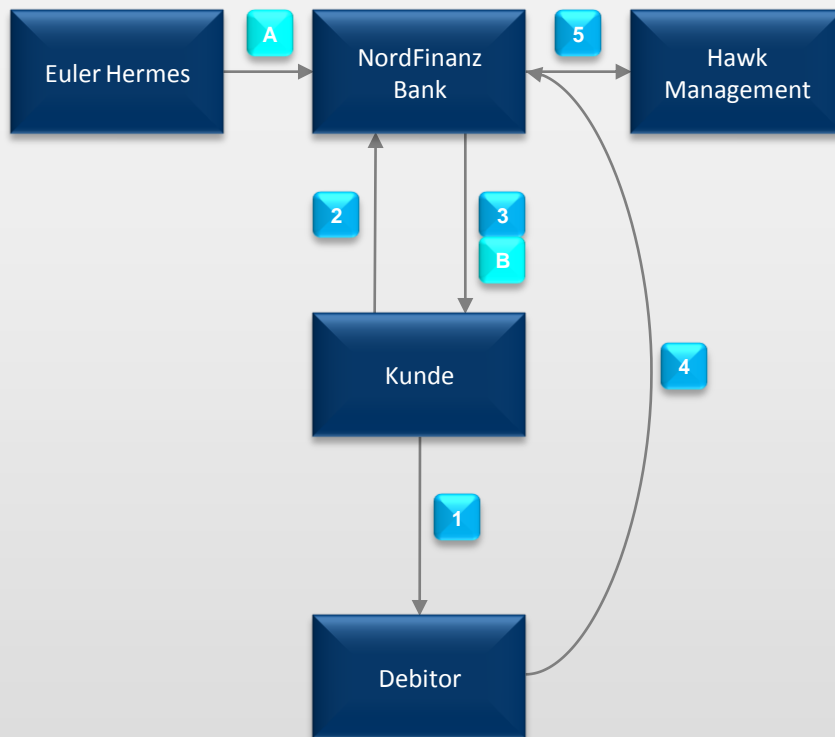 A
5
Euler Hermes
NordFinanz
Bank
Hawk
Management
2
3
B
Kunde
4
1
Debitor